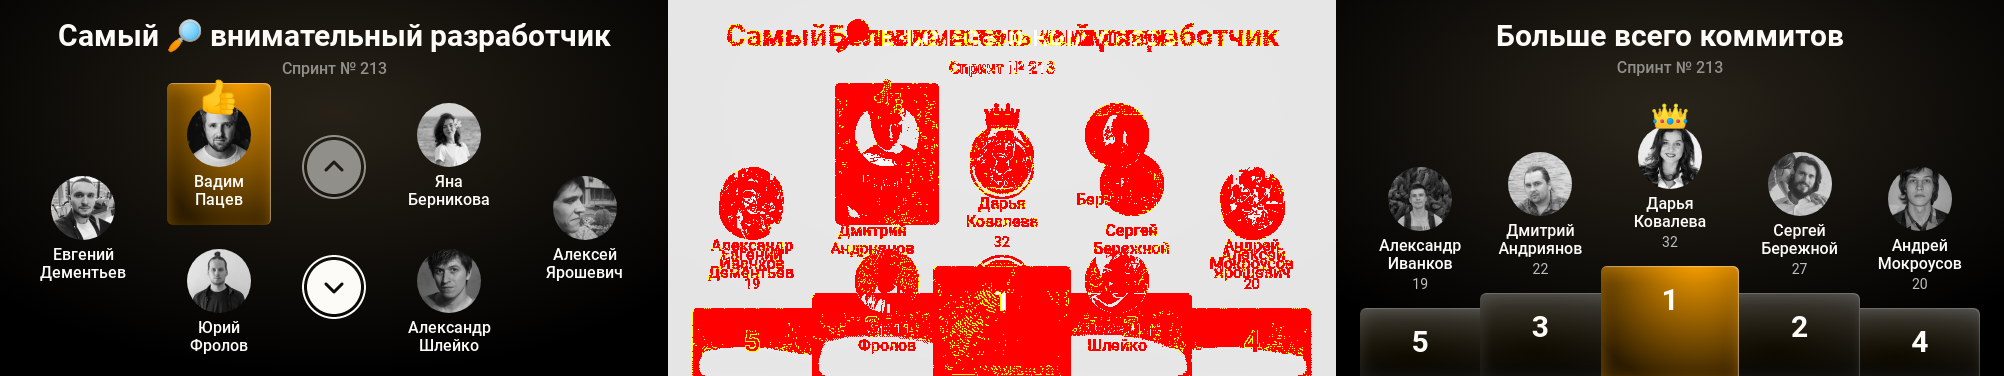 Самый 🔎 внимательный разработчик
Спринт № 213
Вадим
Пацев
Яна
Берникова
Евгений
Дементьев
Алексей
Ярошевич
Юрий
Фролов
Александр
Шлейко
Самый
разработчик
Спринт № 213
Дарья
Ковалева
32
Дмитрий
Андриянов
Сергей
Бережной
Александр
19
Андрей
20
1
5
4
Фролов
Шлейко
Больше всего коммитов
Спринт № 213
Дарья
Ковалева
32
Дмитрий
Андриянов
22
Сергей
Бережной
27
Александр
Иванков
19
Андрей
Мокроусов
20
1
3
2
5
4